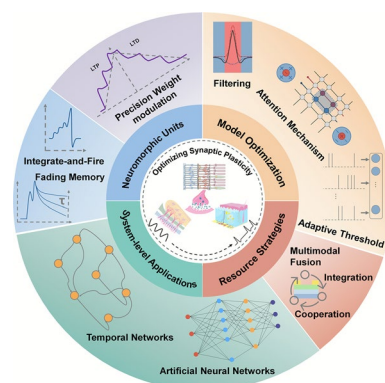 LTP
LTD
Precision Weight
modulation
Filtering
Attention Mechanism
Adaptive Threshold
Integrate-and-Fire
Fading Memory
τ
Neuromorphic Units
Model Optimization
Optimizing Synaptic Plasticity
System-level Applications
Resource Strategies
Multimodal
Fusion
Integration
Cooperation
Temporal Networks
Artificial Neural Networks